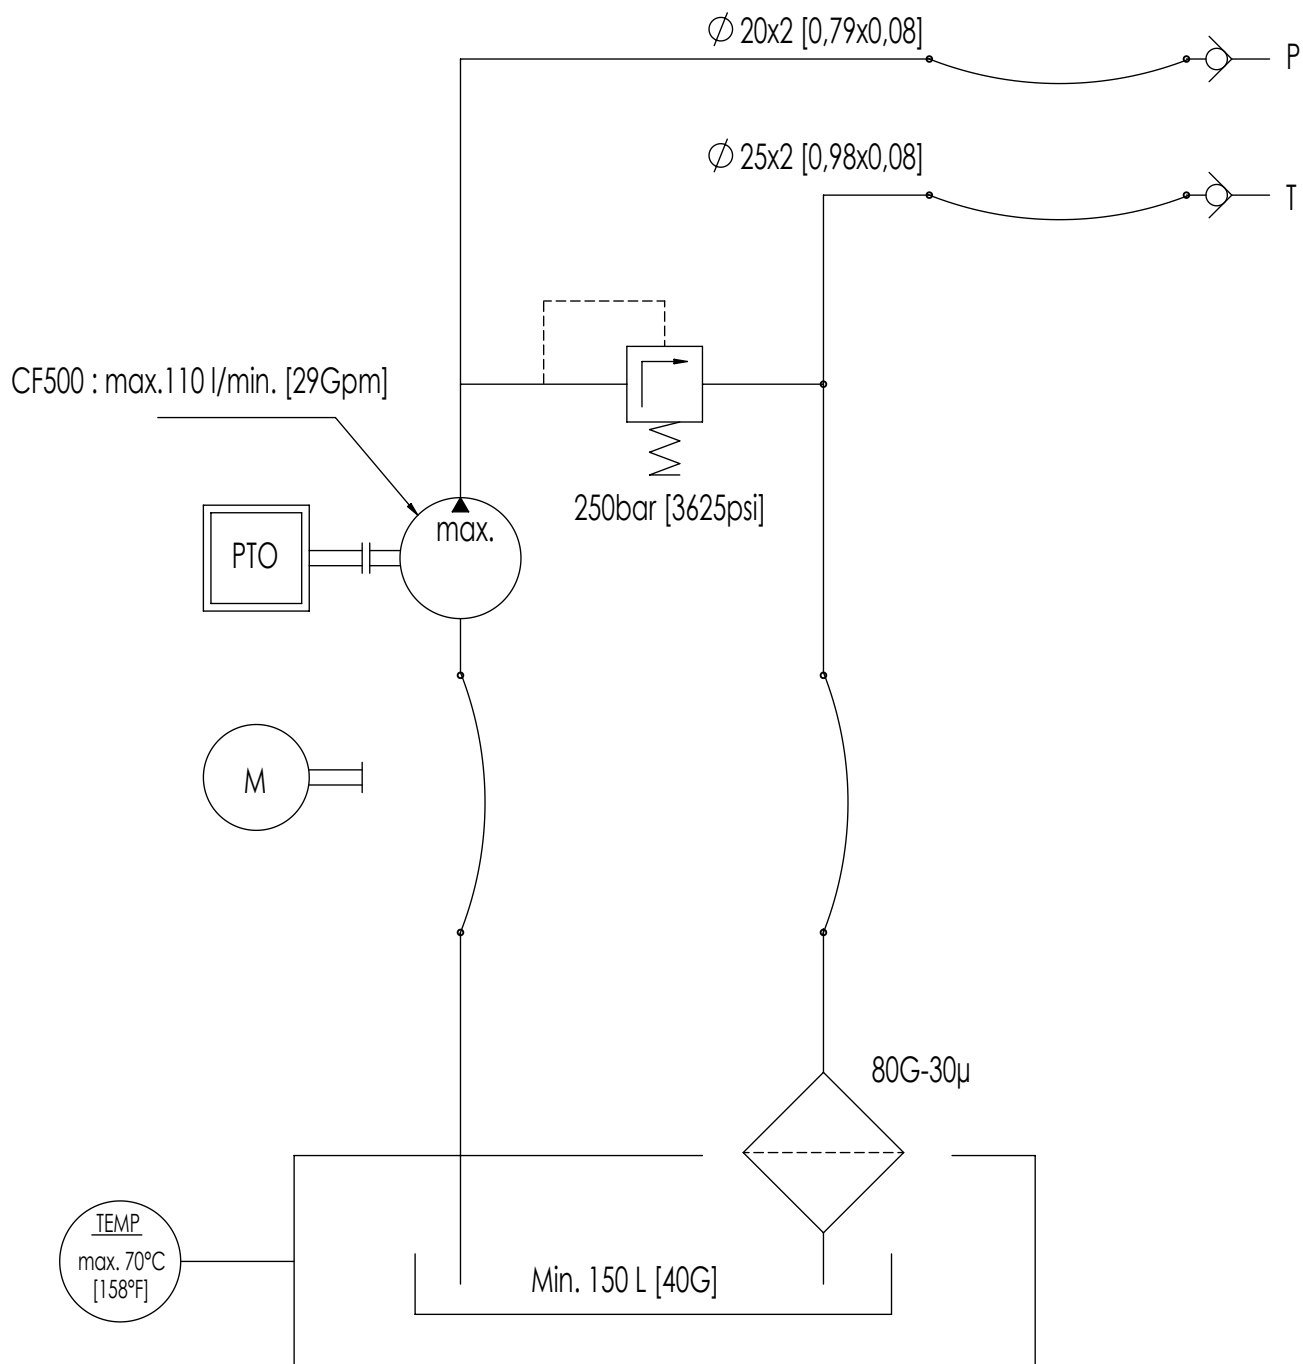 ∅ 20x2 [0,79x0,08]
P
∅ 25x2 [0,98x0,08]
T
CF500 : max.110 l/min. [29Gpm]
250bar [3625psi]
max.
PTO
M
80G-30µ
TEMP
max. 70°C
[158°F]
Min. 150 L [40G]